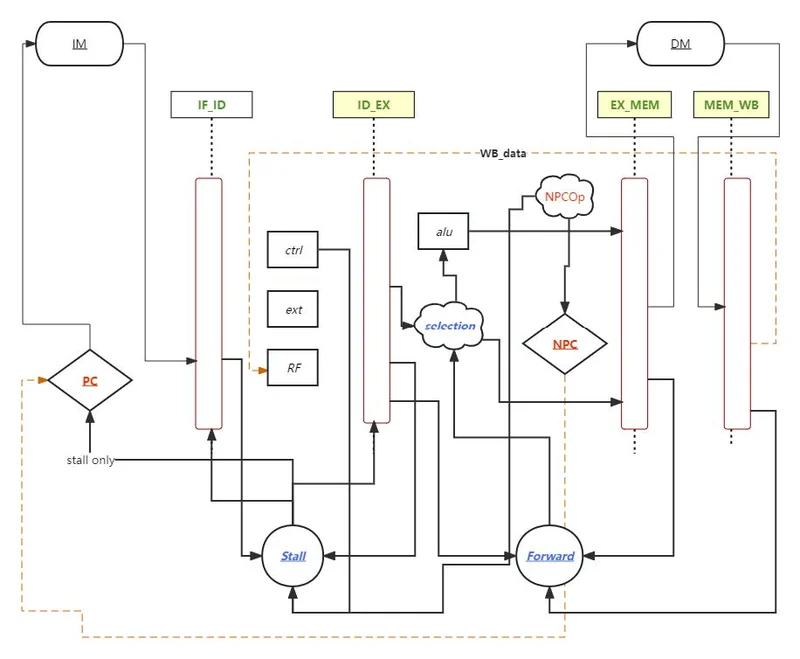 IM
DM
IF_ID
ID_EX
EX_MEM
MEM_WB
WB_data
NPCOp
alu
ctrl
ext
selection
NPC
RF
PC
stall only
Stall
Forward